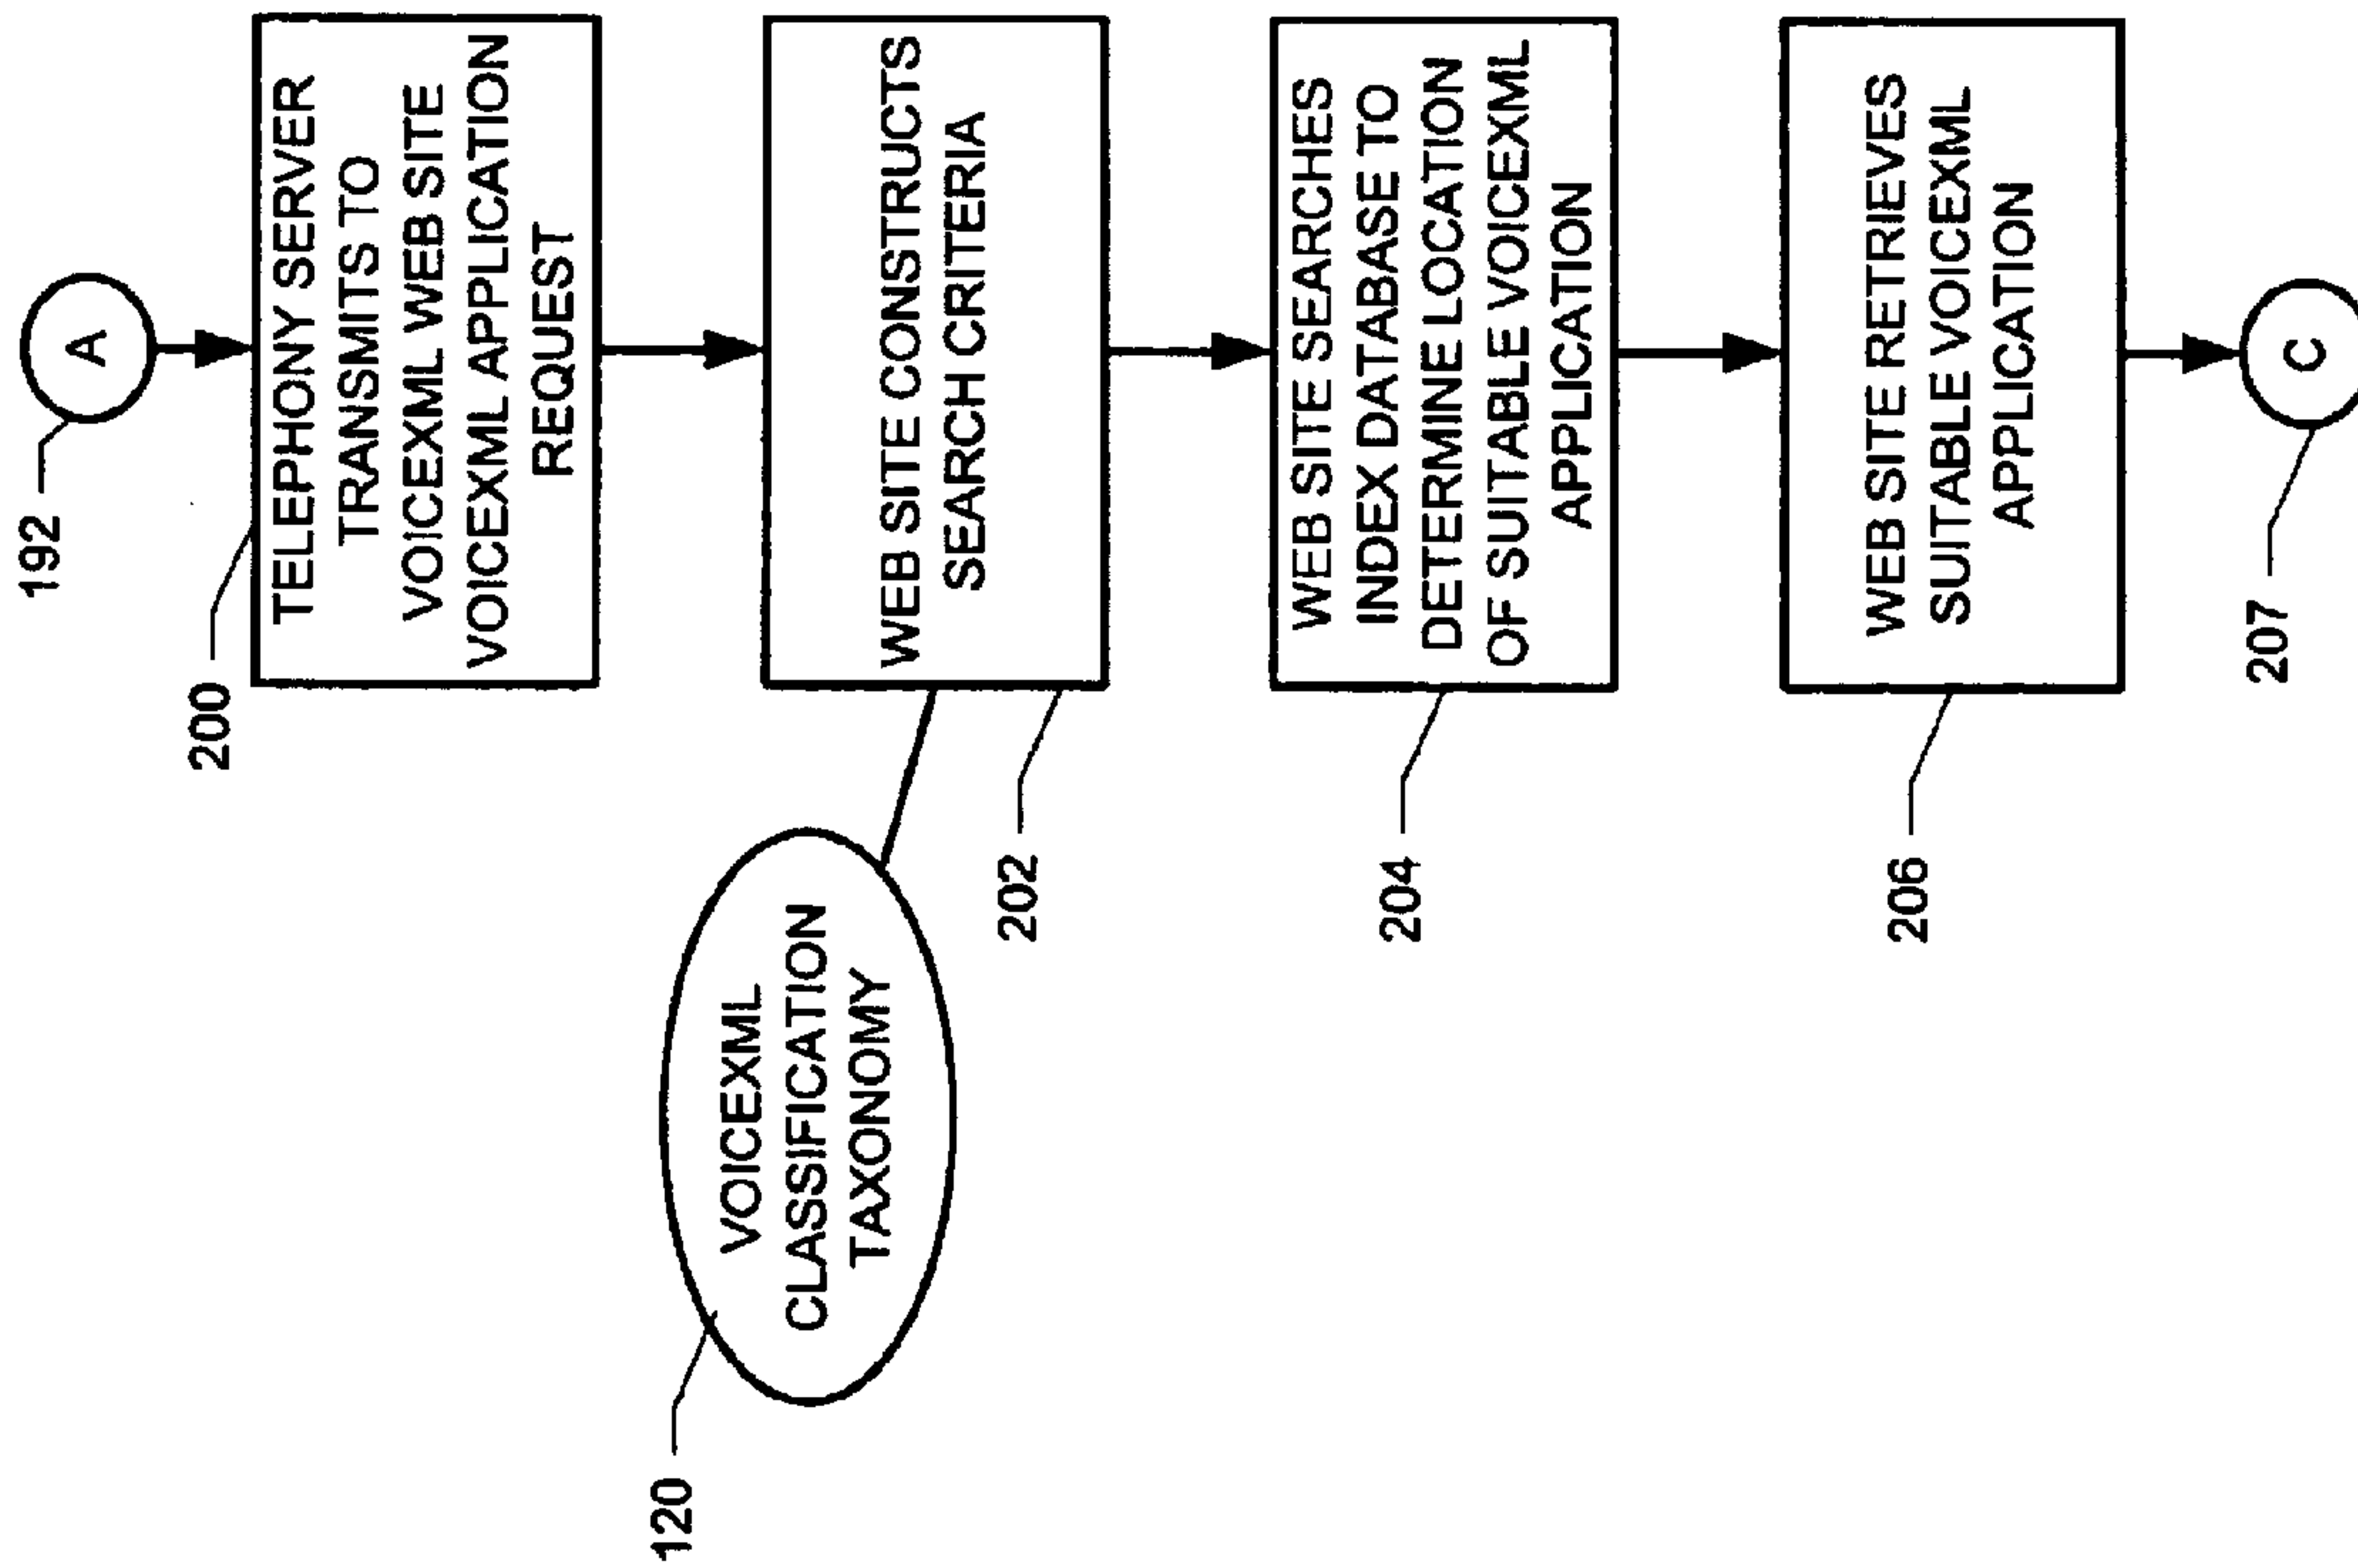 192
A
200
TELEPHONY SERVER
TRANSMITS TO
VOICEXML WEB SITE
VOICEXML APPLICATION
REQUEST
120
VOICEXML
CLASSIFICATION
TAXONOMY
202
WEB SITE CONSTRUCTS
SEARCH CRITERIA
204
WEB SITE SEARCHES
INDEX DATABASE TO
DETERMINE LOCATION
OF SUITABLE VOICEXML
APPLICATION
206
WEB SITE RETRIEVES
SUITABLE VOICEXML
APPLICATION
207
C